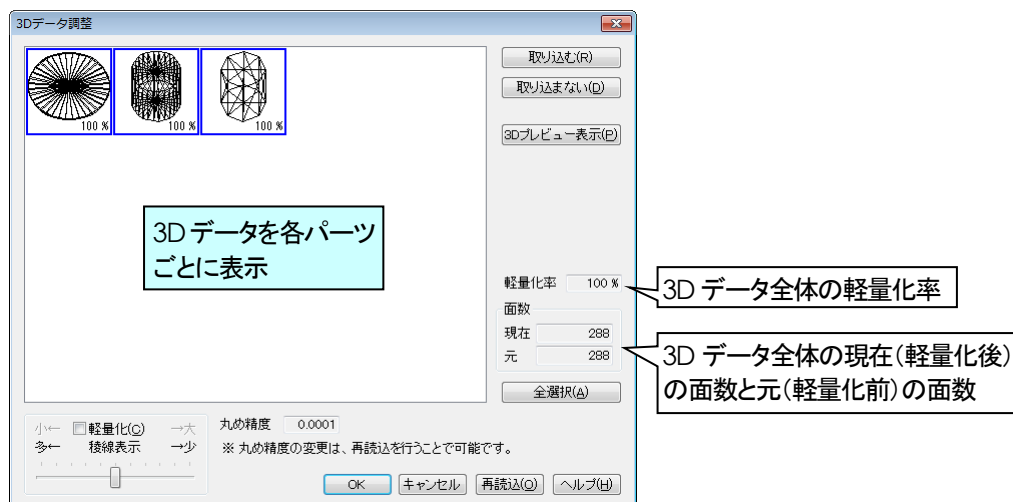 3Dデータ調整
取り込む(R)
取り込まない(D)
3Dプレビュー表示(P)
100 %
100 %
100 %
3Dデータを各パーツ
ごとに表示
軽量化率 100 %
3Dデータ全体の軽量化率
面数
現在 288
元 288
3Dデータ全体の現在(軽量化後)
の面数と元(軽量化前)の面数
全選択(A)
小← 軽量化(C) →大
多← 稜線表示 →少
丸め精度 0.0001
※ 丸め精度の変更は、再読込を行うことで可能です。
OK キャンセル 再読込(O) ヘルプ(H)